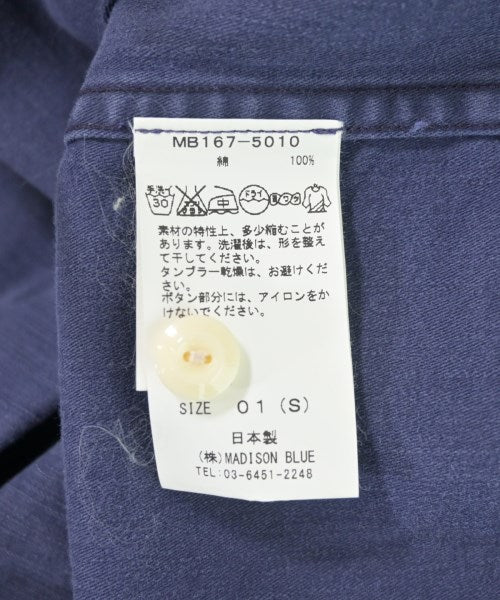 MB167-5010
綿 100%
手洗イ 30 中 ドライ
素材の特性上、多少縮むことが
あります。洗濯後は、形を整え
て干してください。
タンブラー乾燥は、お避けくださ
い。
ボタン部分には、アイロンをか
けないでください。
SIZE 01 (S)
日本製
(株) MADISON BLUE
TEL:03-6451-2248